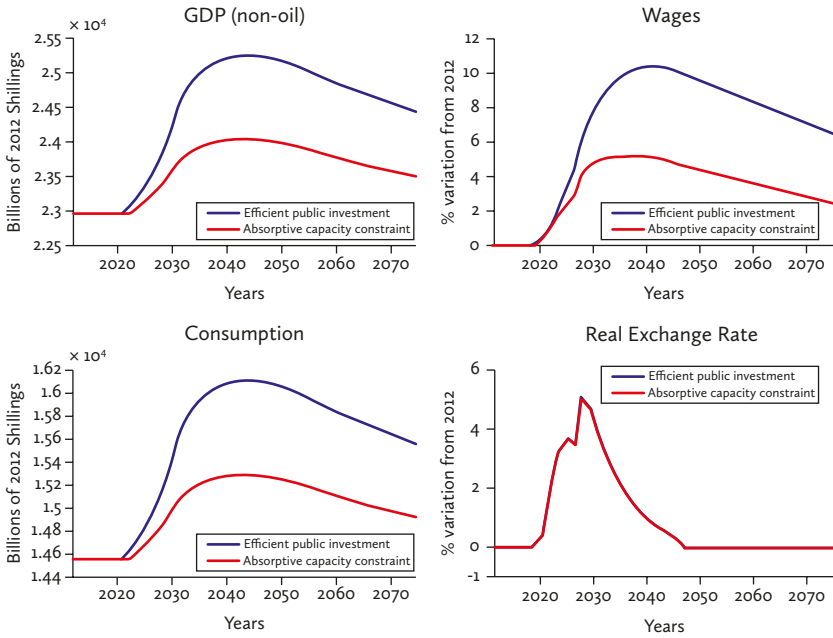 GDP (non-oil)
× 10⁴
Billions of 2012 Shillings
2.55
2.5
2.45
2.4
2.35
2.3
2.25
Efficient public investment
Absorptive capacity constraint
2020 2030 2040 2050 2060 2070
Years
Wages
% variation from 2012
12
10
8
6
4
2
0
Efficient public investment
Absorptive capacity constraint
2020 2030 2040 2050 2060 2070
Years
Consumption
× 10⁴
Billions of 2012 Shillings
1.62
1.6
1.58
1.56
1.54
1.52
1.5
1.48
1.46
1.44
Efficient public investment
Absorptive capacity constraint
2020 2030 2040 2050 2060 2070
Years
Real Exchange Rate
% variation from 2012
6
4
2
0
-1
Efficient public investment
Absorptive capacity constraint
2020 2030 2040 2050 2060 2070
Years